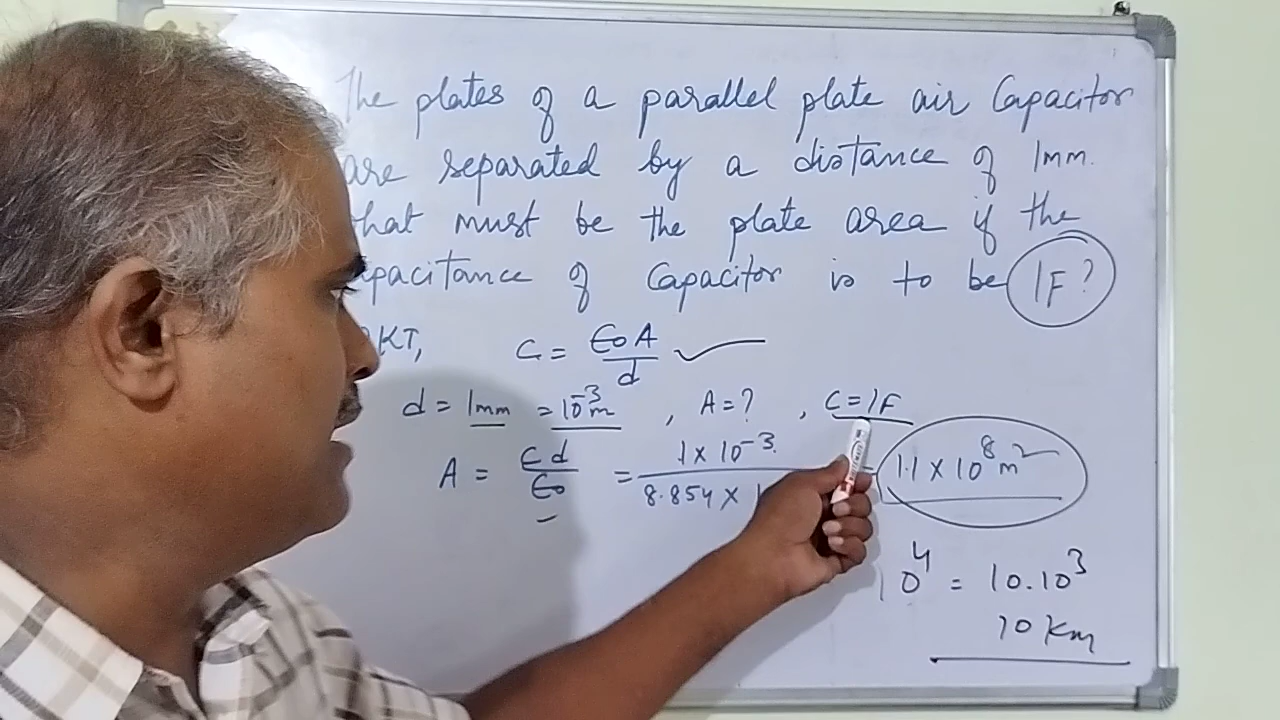 The plates of a parallel plate air Capacitor
are separated by a distance of 1mm.
hat must be the plate area if the
apacitance of Capacitor is to be 1F?
KT, C = ϵ₀A/d
d = 1mm = 10⁻³m , A = ? , C = 1F
A = Cd/ϵ₀ = 1 × 10⁻³/8.854 × 1.1 × 10⁸ m²
10⁴ = 10.10³
10 Km